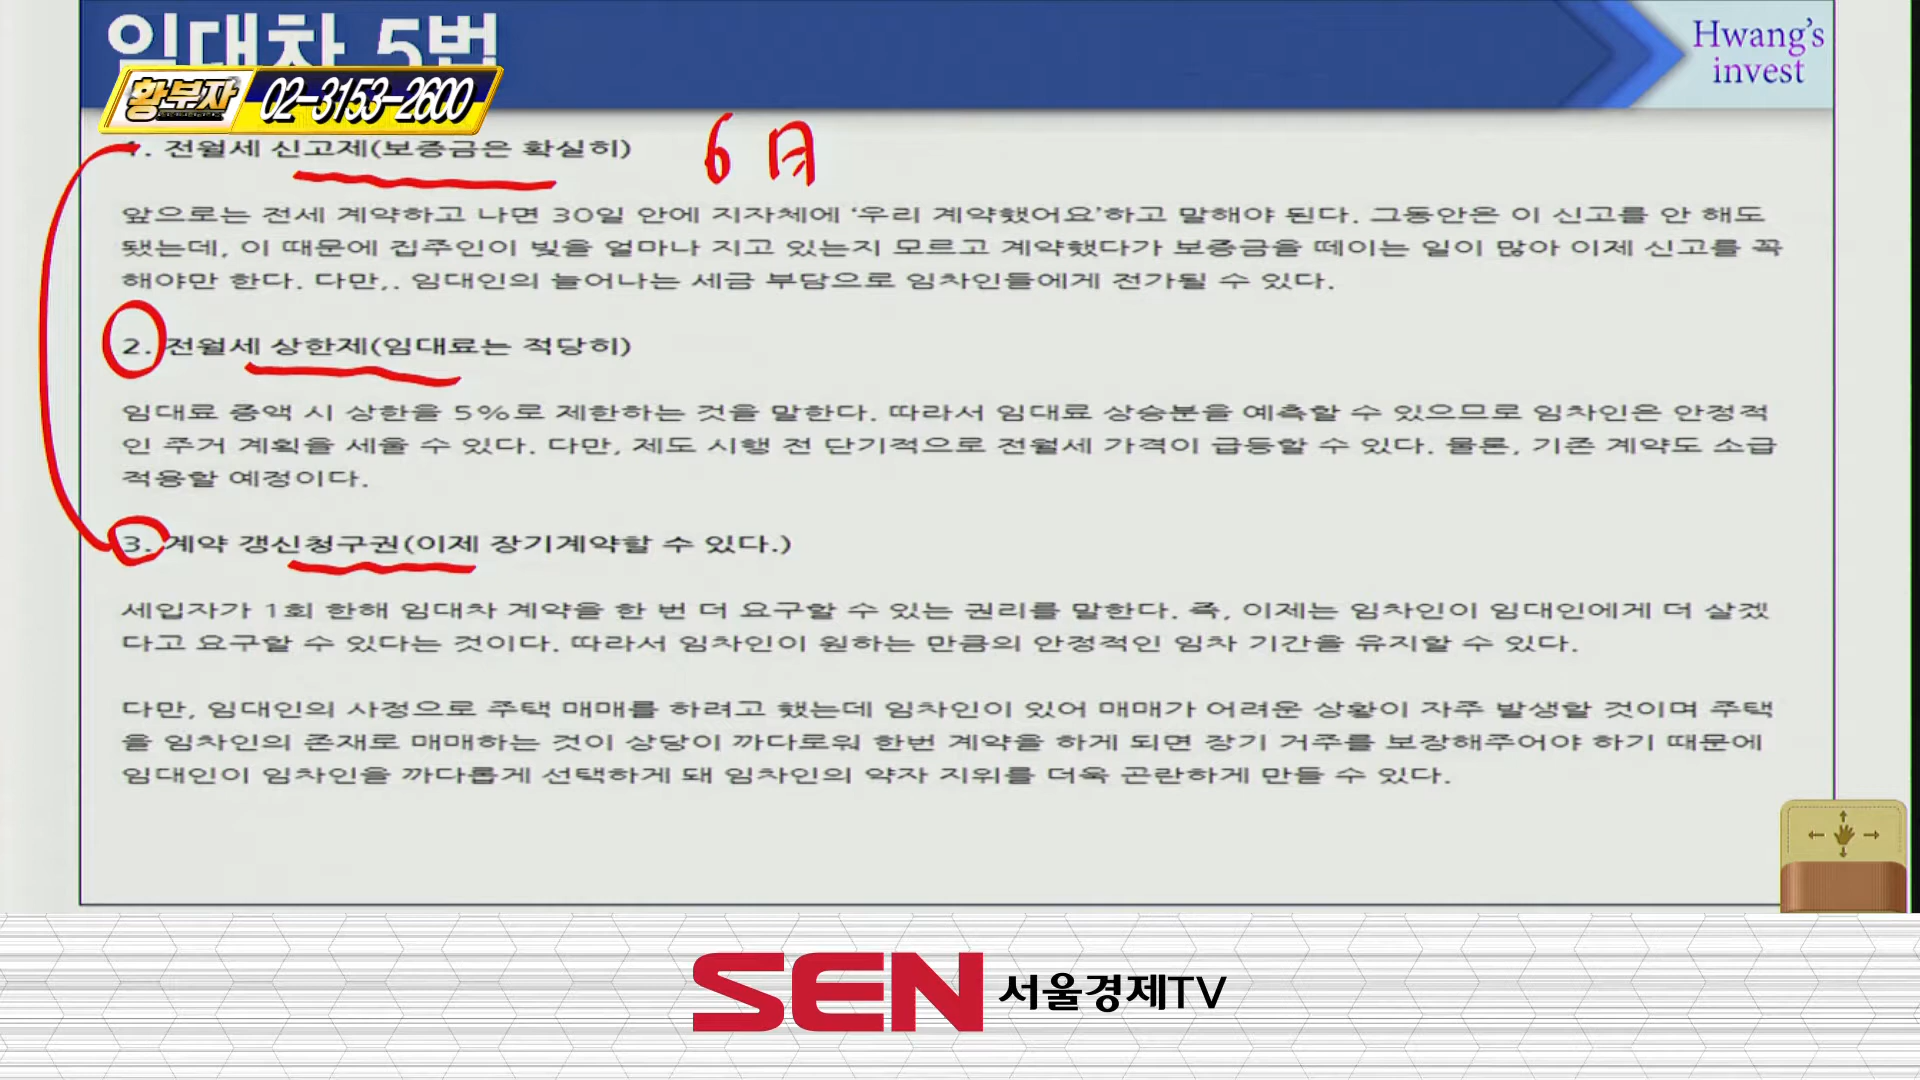 임대차 5법
Hwang's
invest
황부자
02-3153-2600
1. 전월세 신고제(보증금은 확실히)
6 月
앞으로는 전세 계약하고 나면 30일 안에 지자체에 '우리 계약했어요'하고 말해야 된다. 그동안은 이 신고를 안 해도
됐는데, 이 때문에 집주인이 빚을 얼마나 지고 있는지 모르고 계약했다가 보증금을 떼이는 일이 많아 이제 신고를 꼭
해야만 한다. 다만,. 임대인의 늘어나는 세금 부담으로 임차인들에게 전가될 수 있다.
2. 전월세 상한제(임대료는 적당히)
임대료 증액 시 상한을 5%로 제한하는 것을 말한다. 따라서 임대료 상승분을 예측할 수 있으므로 임차인은 안정적
인 주거 계획을 세울 수 있다. 다만, 제도 시행 전 단기적으로 전월세 가격이 급등할 수 있다. 물론, 기존 계약도 소급
적용할 예정이다.
3. 계약 갱신청구권(이제 장기계약할 수 있다.)
세입자가 1회 한해 임대차 계약을 한 번 더 요구할 수 있는 권리를 말한다. 즉, 이제는 임차인이 임대인에게 더 살겠
다고 요구할 수 있다는 것이다. 따라서 임차인이 원하는 만큼의 안정적인 임차 기간을 유지할 수 있다.
다만, 임대인의 사정으로 주택 매매를 하려고 했는데 임차인이 있어 매매가 어려운 상황이 자주 발생할 것이며 주택
을 임차인의 존재로 매매하는 것이 상당이 까다로워 한번 계약을 하게 되면 장기 거주를 보장해주어야 하기 때문에
임대인이 임차인을 까다롭게 선택하게 돼 임차인의 약자 지위를 더욱 곤란하게 만들 수 있다.
SEN 서울경제TV